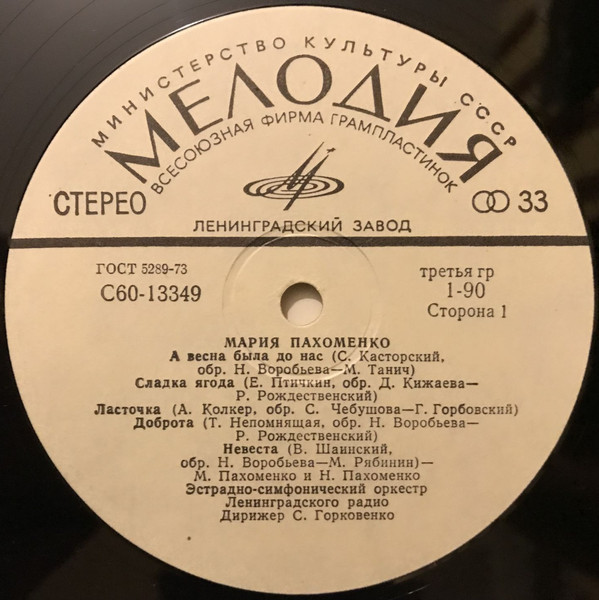 МИНИСТЕРСТВО КУЛЬТУРЫ СССР
МЕЛОДИЯ
ВСЕСОЮЗНАЯ ФИРМА ГРАМПЛАСТИНОК
СТЕРЕО
33
ЛЕНИНГРАДСКИЙ ЗАВОД
ГОСТ 5289-73
С60-13349
третья гр
1-90
Сторона 1
МАРИЯ ПАХОМЕНКО
А весна была до нас (С. Касторский,
обр. Н. Воробьева—М. Танич)
Сладка ягода (Е. Птичкин, обр. Д. Кижаева—
Р. Рождественский)
Ласточка (А. Колкер, обр. С. Чебушова—Г. Горбовский)
Доброта (Т. Непомнящая, обр. Н. Воробьева—
Р. Рождественский)
Невеста (В. Шаинский,
обр. Н. Воробьева—М. Рябинин)—
М. Пахоменко и Н. Пахоменко
Эстрадно-симфонический оркестр
Ленинградского радио
Дирижер С. Горковенко